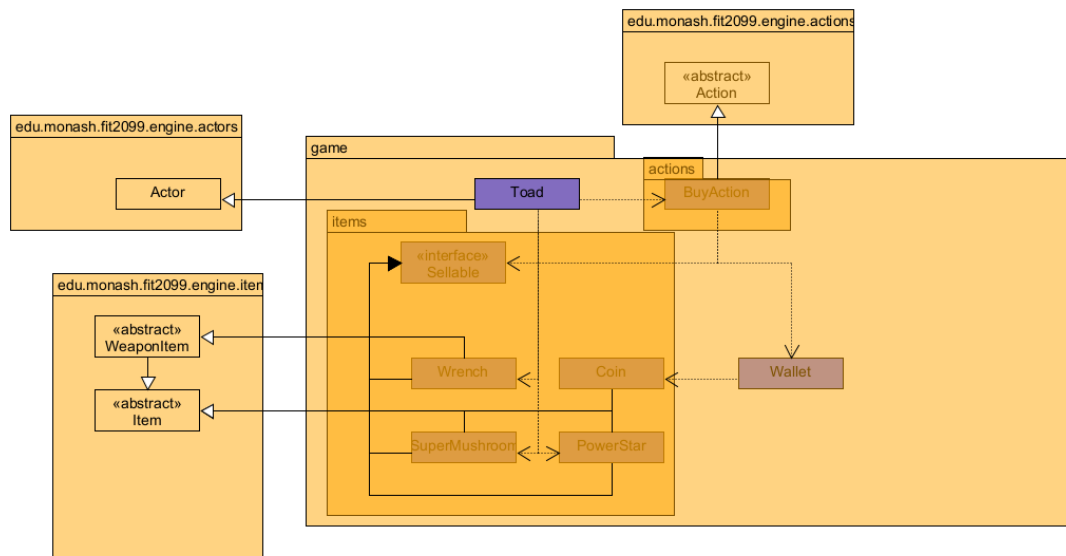 edu.monash.fit2099.engine.actions
«abstract»
Action
edu.monash.fit2099.engine.actors
Actor
game
actions
Toad
BuyAction
items
«interface»
Sellable
edu.monash.fit2099.engine.iten
«abstract»
WeaponItem
Wrench
Coin
Wallet
«abstract»
Item
SuperMushroom
PowerStar